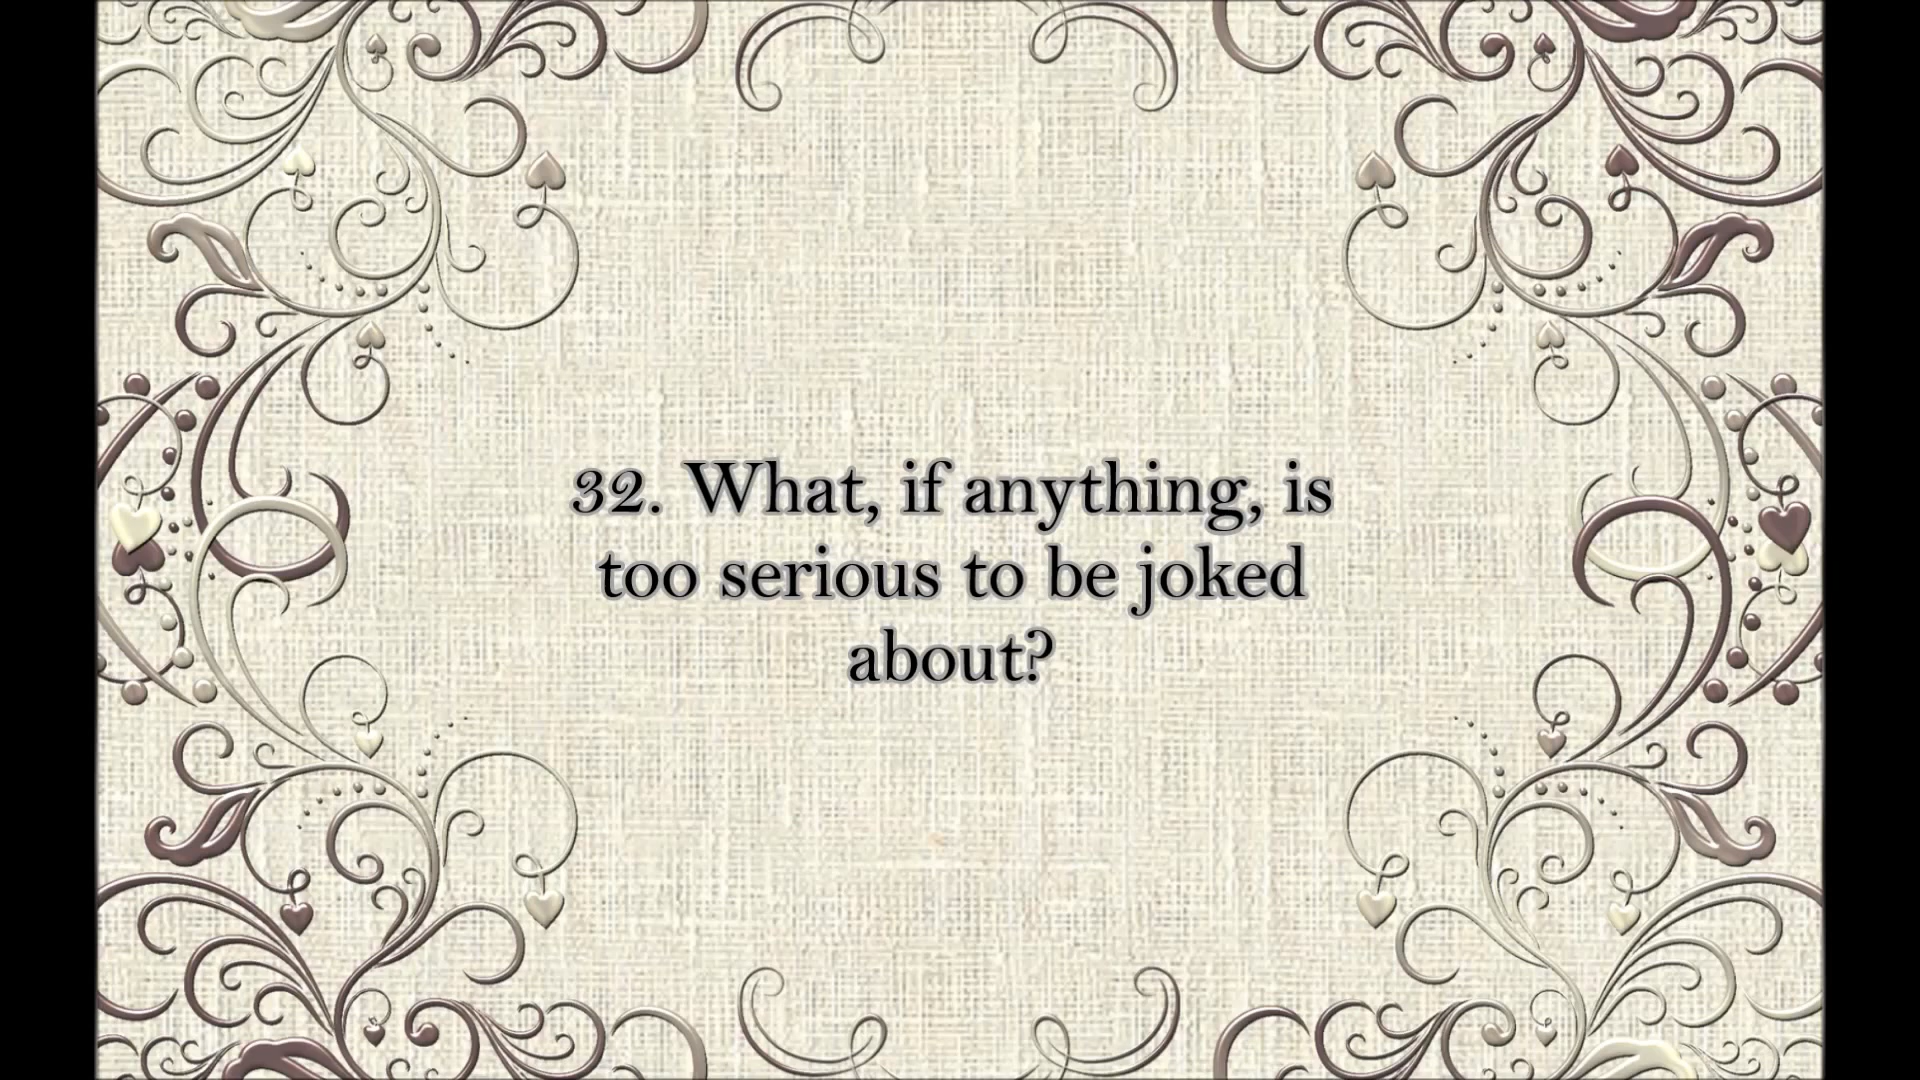 32. What, if anything, is
too serious to be joked
about?